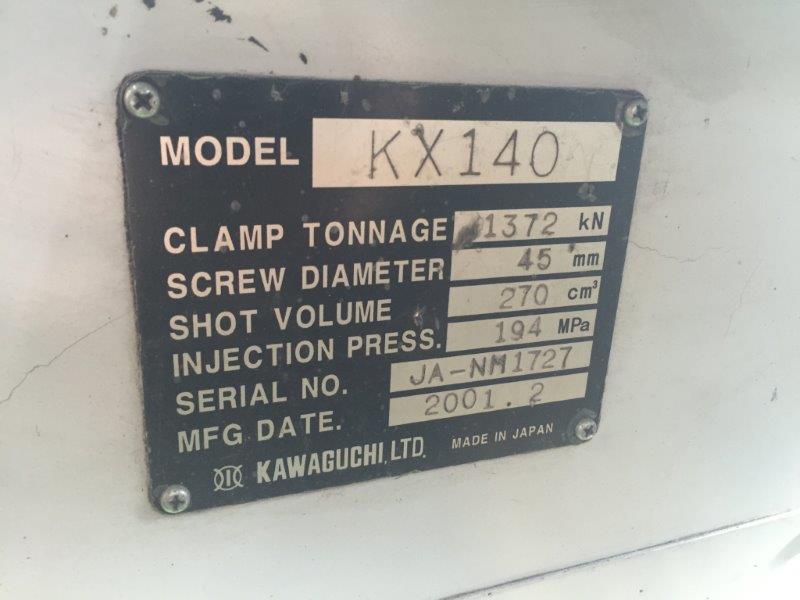 MODEL KX140
CLAMP TONNAGE 1372 kN
SCREW DIAMETER 45 mm
SHOT VOLUME 270 cm³
INJECTION PRESS. 194 MPa
SERIAL NO. JA-NM1727
MFG DATE. 2001.2
KAWAGUCHI, LTD. MADE IN JAPAN